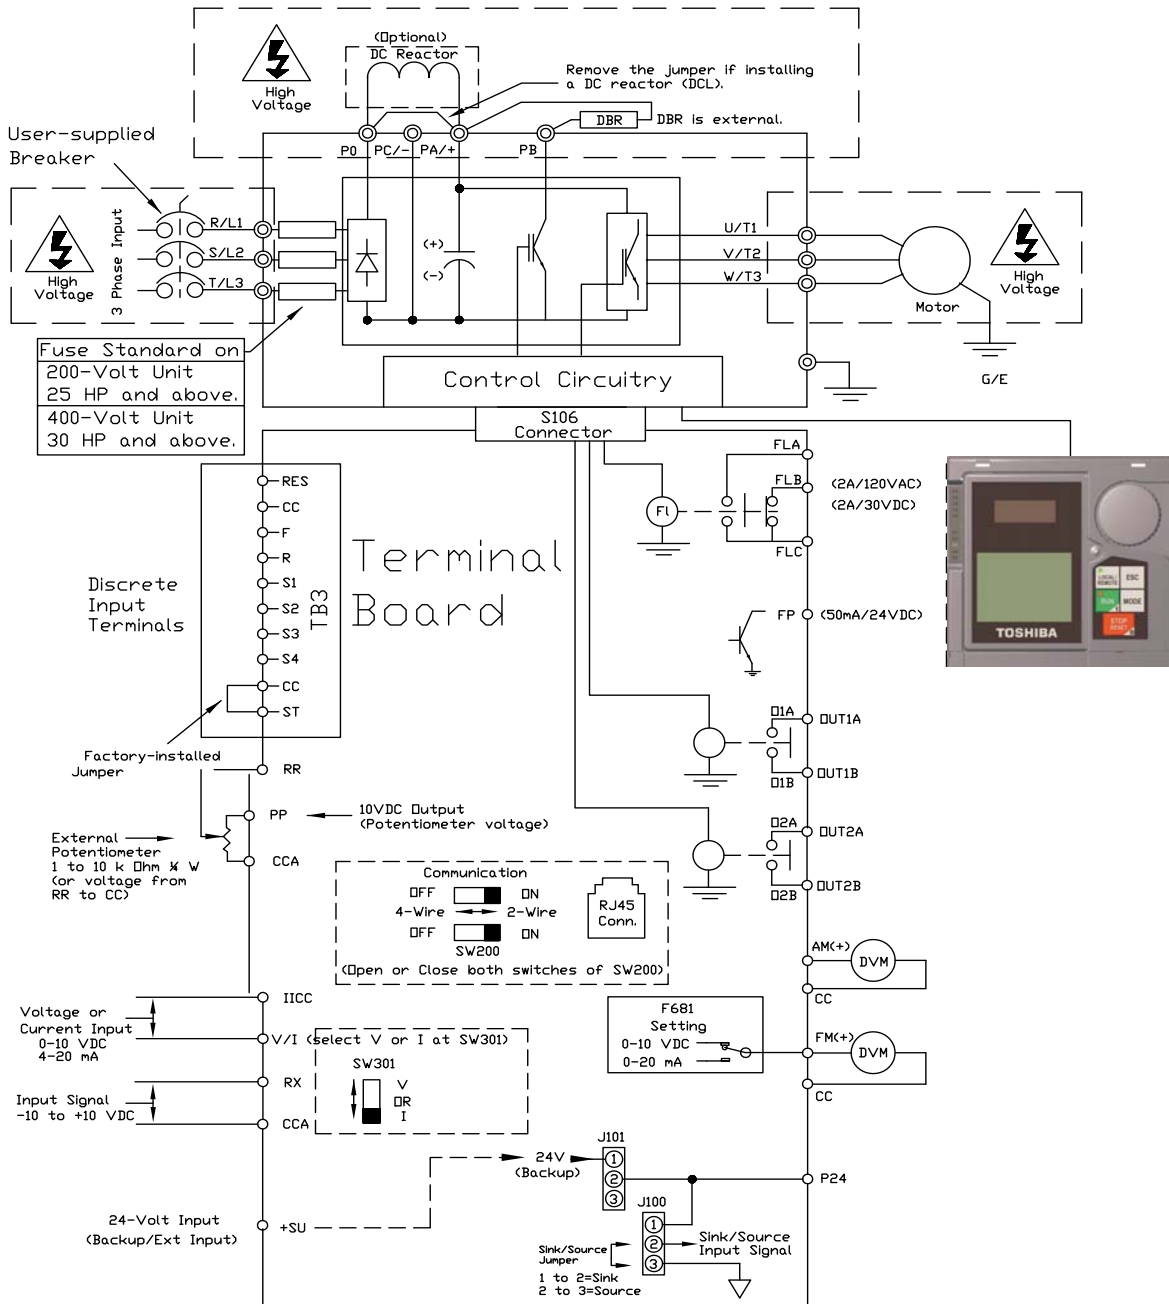 (Optional)
DC Reactor
High
Voltage
Remove the jumper if installing
a DC reactor (DCL).
DBR
DBR is external.
User-supplied
Breaker
PO
PC/-
PA/+
PB
3 Phase Input
High
Voltage
R/L1
S/L2
T/L3
(+)
(-)
U/T1
V/T2
W/T3
Motor
High
Voltage
G/E
Fuse Standard on
200-Volt Unit
25 HP and above.
400-Volt Unit
30 HP and above.
Control Circuitry
S106
Connector
RES
CC
F
R
S1
S2
S3
S4
CC
ST
TB3
Terminal
Board
Discrete
Input
Terminals
Factory-installed
Jumper
FLA
FLB
FLC
Fl
(2A/120VAC)
(2A/30VDC)
FP
(50mA/24VDC)
LOCAL/
REMOTE
ESC
RUN
MODE
STOP
RESET
TOSHIBA
O1A
OUT1A
O1B
OUT1B
O2A
OUT2A
O2B
OUT2B
RR
PP
10VDC Output
(Potentiometer voltage)
CCA
External
Potentiometer
1 to 10 k Ohm ¼ W
(or voltage from
RR to CC)
Communication
OFF
ON
4-Wire
2-Wire
OFF
ON
SW200
(Open or Close both switches of SW200)
RJ45
Conn.
AM(+)
DVM
CC
FM(+)
DVM
CC
F681
Setting
0-10 VDC
0-20 mA
IICC
Voltage or
Current Input
0-10 VDC
4-20 mA
V/I (select V or I at SW301)
SW301
V
OR
I
RX
Input Signal
-10 to +10 VDC
CCA
J101
24V
(Backup)
1
2
3
P24
24-Volt Input
(Backup/Ext Input)
+SU
J100
1
2
3
Sink/Source
Input Signal
Sink/Source
Jumper
1 to 2=Sink
2 to 3=Source